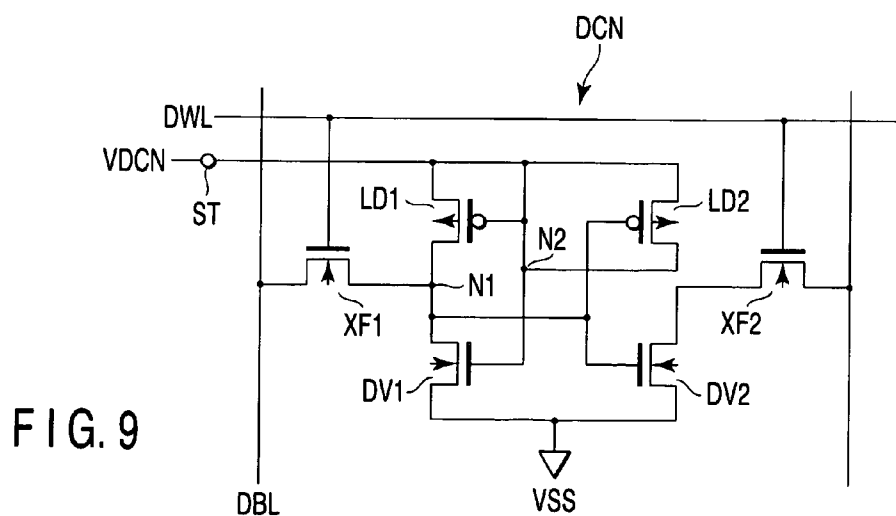 DCN
DWL
VDCN
ST
LD1
LD2
N2
N1
XF1
XF2
DV1
DV2
FIG. 9
DBL
VSS